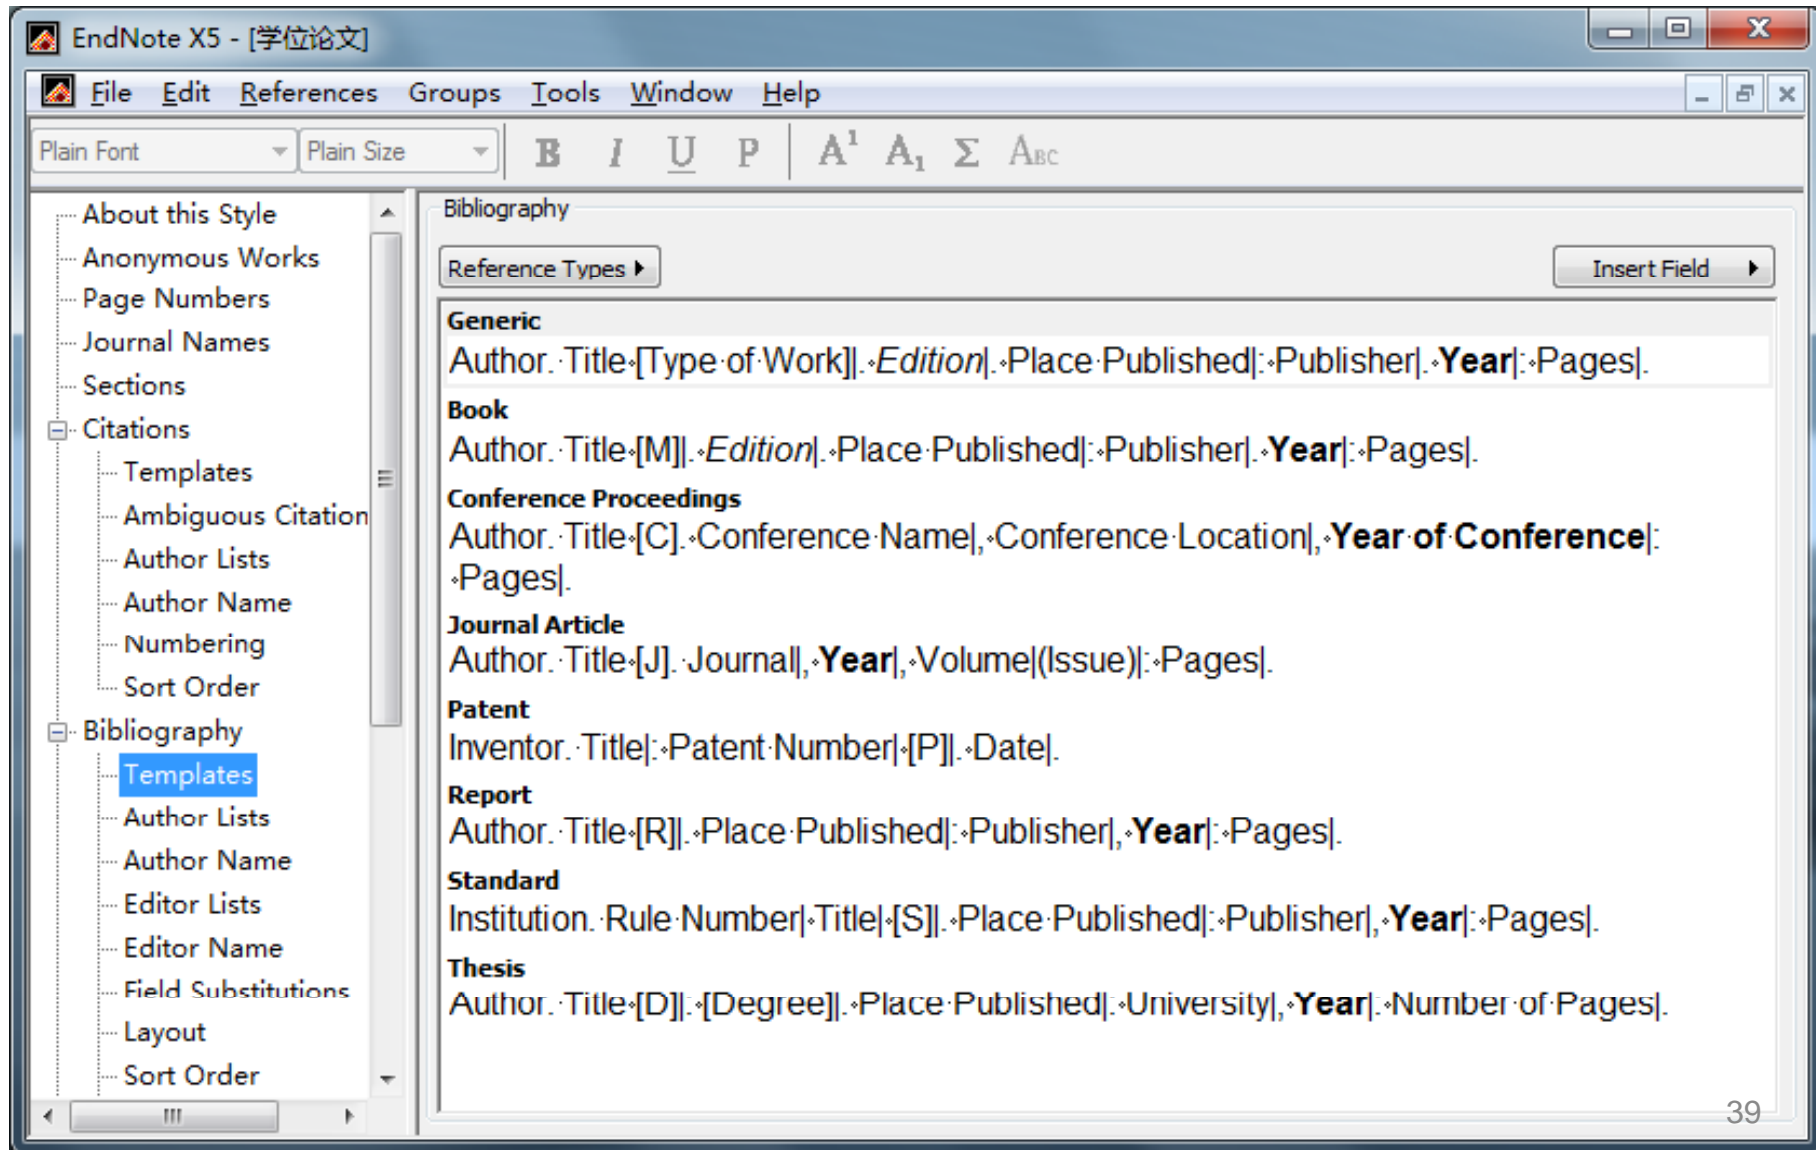 EndNote X5 - [学位论文]
File Edit References Groups Tools Window Help
Plain Font Plain Size B I U P A¹ A₁ Σ ABC
About this Style
Anonymous Works
Page Numbers
Journal Names
Sections
Citations
Templates
Ambiguous Citation
Author Lists
Author Name
Numbering
Sort Order
Bibliography
Templates
Author Lists
Author Name
Editor Lists
Editor Name
Field Substitutions
Layout
Sort Order
Bibliography
Reference Types Insert Field
Generic
Author.·Title [Type·of·Work]|. Edition|. Place·Published|: Publisher|. Year|: Pages|.
Book
Author.·Title [M]|. Edition|. Place·Published|: Publisher|. Year|: Pages|.
Conference Proceedings
Author.·Title [C]. Conference·Name|, Conference·Location|, Year·of·Conference|:
Pages|.
Journal Article
Author.·Title [J].·Journal|, Year|, Volume|(Issue)|: Pages|.
Patent
Inventor.·Title|: Patent·Number| [P]|. Date|.
Report
Author.·Title [R]|. Place·Published|: Publisher|, Year|: Pages|.
Standard
Institution.·Rule·Number| Title| [S]|. Place·Published|: Publisher|, Year|: Pages|.
Thesis
Author.·Title [D]|: [Degree]|. Place·Published|: University|, Year|: Number·of·Pages|.
39